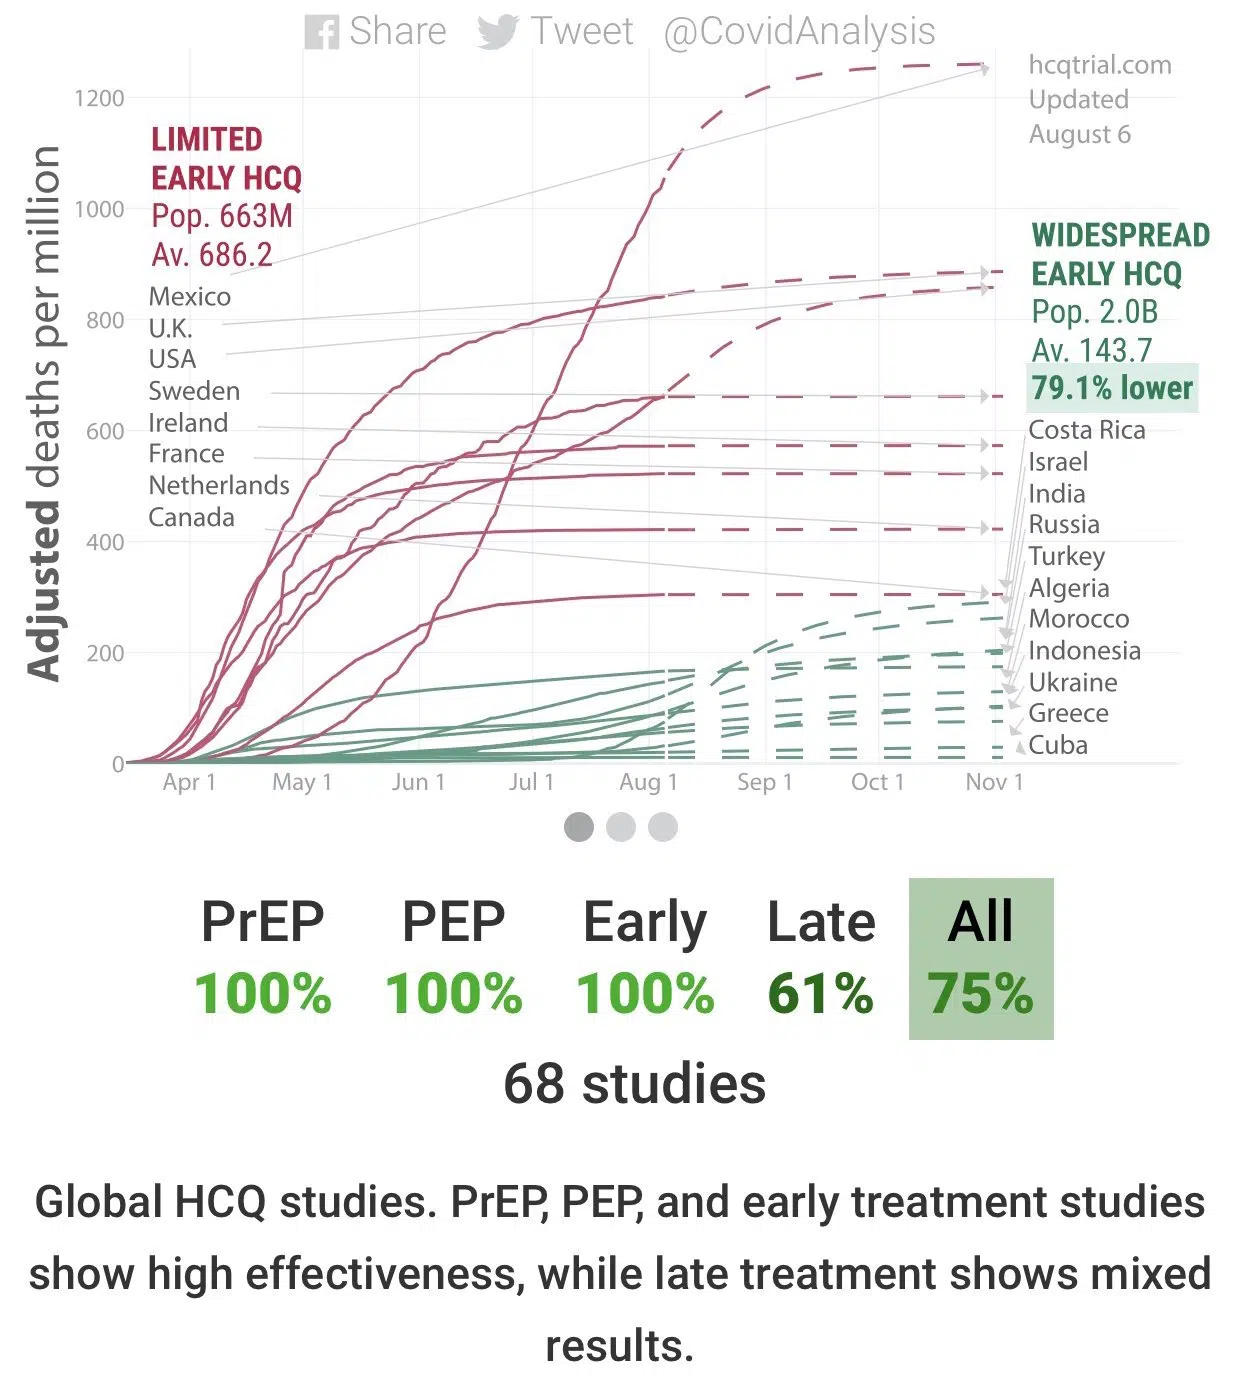 Share Tweet @CovidAnalysis
hcqtrial.com
Updated
August 6
Adjusted deaths per million
1200
1000
800
600
400
200
0
LIMITED
EARLY HCQ
Pop. 663M
Av. 686.2
Mexico
U.K.
USA
Sweden
Ireland
France
Netherlands
Canada
WIDESPREAD
EARLY HCQ
Pop. 2.0B
Av. 143.7
79.1% lower
Costa Rica
Israel
India
Russia
Turkey
Algeria
Morocco
Indonesia
Ukraine
Greece
Cuba
Apr 1 May 1 Jun 1 Jul 1 Aug 1 Sep 1 Oct 1 Nov 1
PrEP PEP Early Late All
100% 100% 100% 61% 75%
68 studies
Global HCQ studies. PrEP, PEP, and early treatment studies
show high effectiveness, while late treatment shows mixed
results.